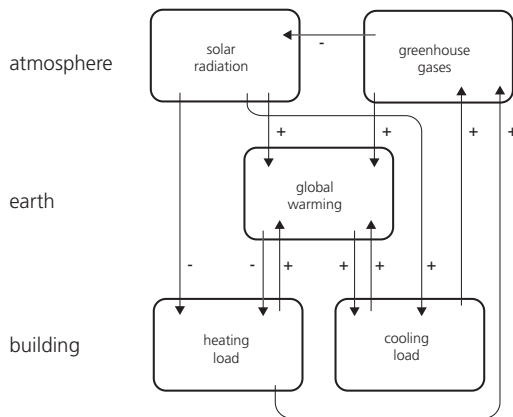 atmosphere
solar
radiation
-
greenhouse
gases
+
+
+
+
earth
global
warming
-
-
+
+
+
+
building
heating
load
cooling
load